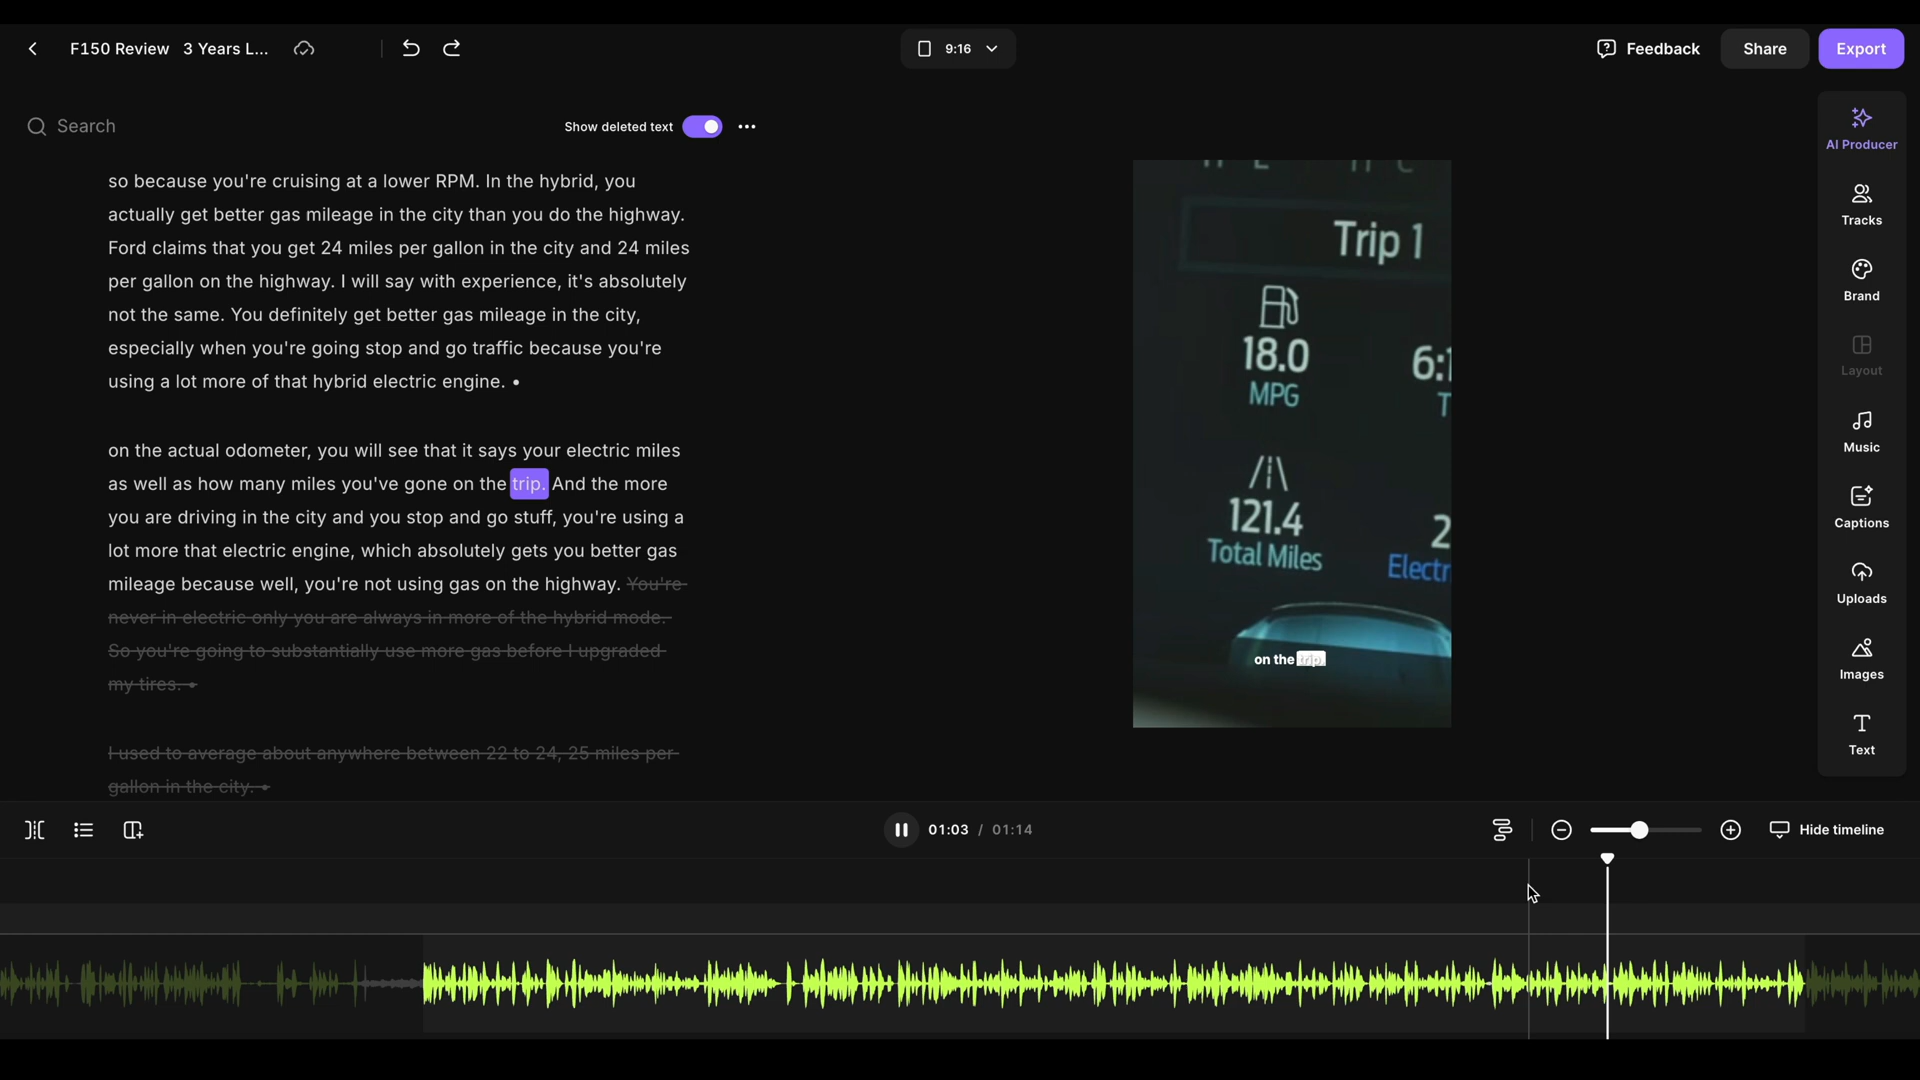 F150 Review 3 Years L...
9:16
Feedback
Share
Export
Search
Show deleted text
so because you're cruising at a lower RPM. In the hybrid, you
actually get better gas mileage in the city than you do the highway.
Ford claims that you get 24 miles per gallon in the city and 24 miles
per gallon on the highway. I will say with experience, it's absolutely
not the same. You definitely get better gas mileage in the city,
especially when you're going stop and go traffic because you're
using a lot more of that hybrid electric engine. •
on the actual odometer, you will see that it says your electric miles
as well as how many miles you've gone on the trip. And the more
you are driving in the city and you stop and go stuff, you're using a
lot more that electric engine, which absolutely gets you better gas
mileage because well, you're not using gas on the highway. You're
never in electric only you are always in more of the hybrid mode.
So you're going to substantially use more gas before I upgraded
my tires. •
I used to average about anywhere between 22 to 24, 25 miles per
gallon in the city. •
Trip 1
18.0
MPG
6:1
T
121.4
Total Miles
2
Electr
on the trip.
AI Producer
Tracks
Brand
Layout
Music
Captions
Uploads
Images
Text
01:03 / 01:14
Hide timeline